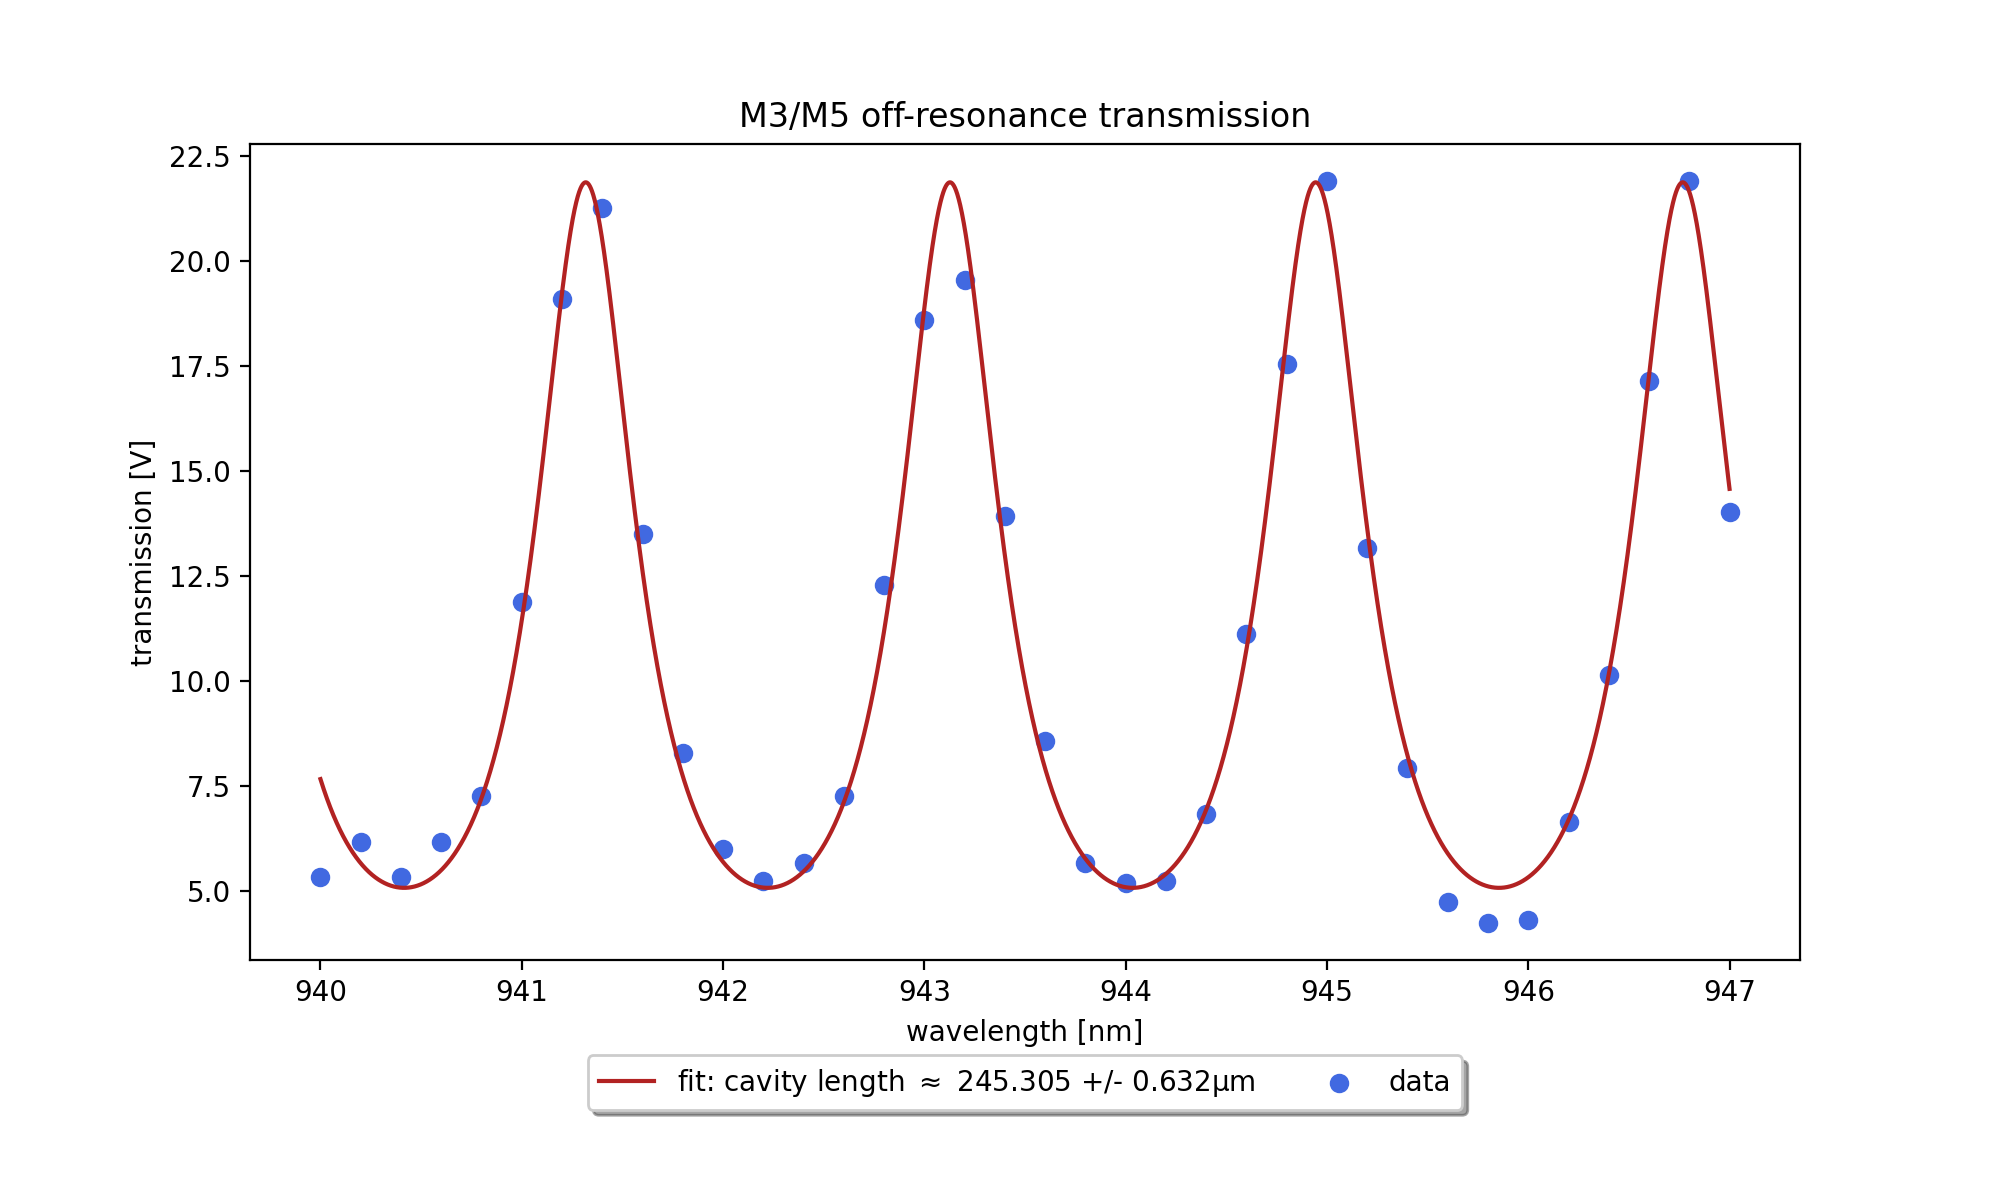 M3/M5 off-resonance transmission
22.5
20.0
17.5
15.0
12.5
10.0
7.5
5.0
transmission [V]
940 941 942 943 944 945 946 947
wavelength [nm]
fit: cavity length ≈ 245.305 +/- 0.632μm data